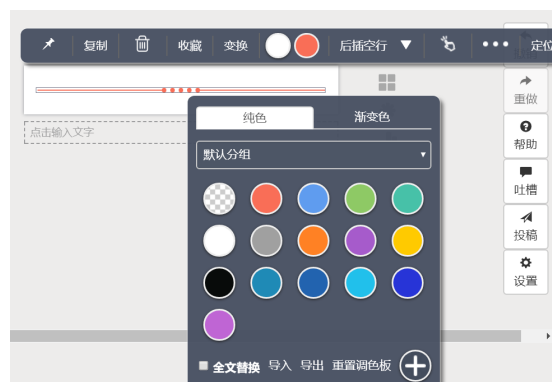 复制 收藏 变换 后插空行 ▼ ••• 定位
重做
点击输入文字
纯色 渐变色
帮助
默认分组
吐槽
投稿
设置
全文替换 导入 导出 重置调色板